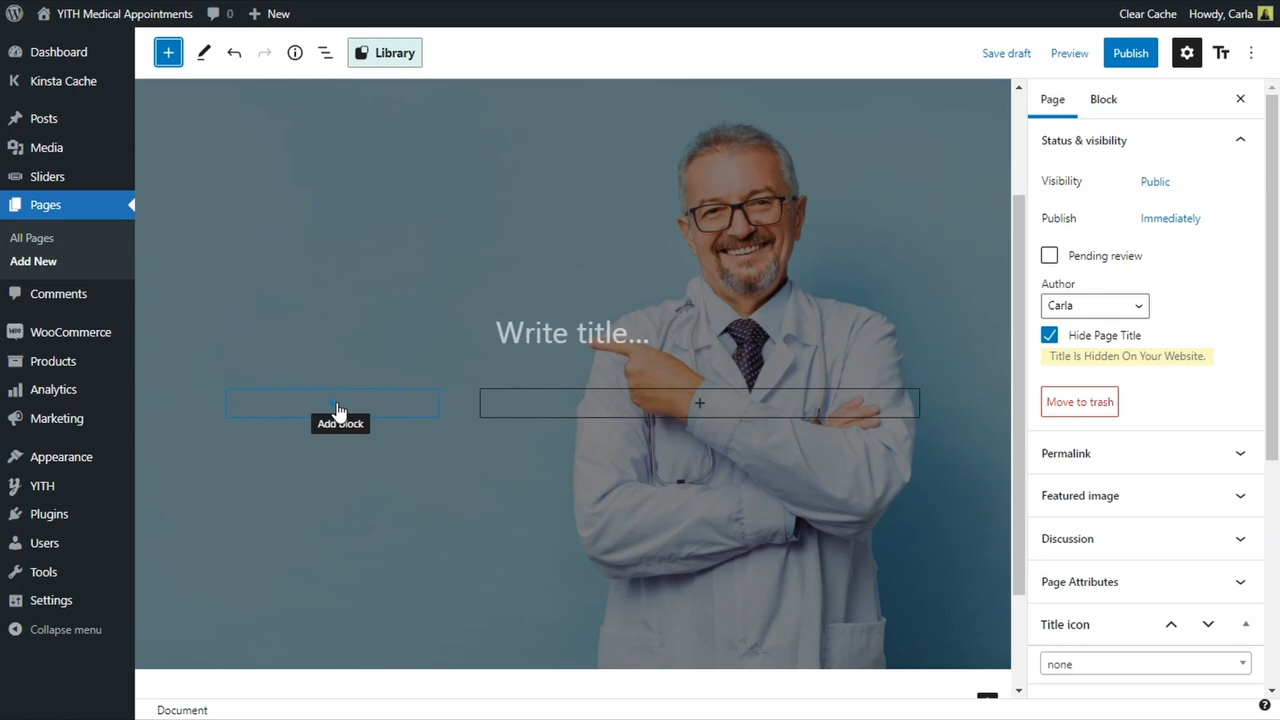 YITH Medical Appointments 0 + New Clear Cache Howdy, Carla
Dashboard
Kinsta Cache
Posts
Media
Sliders
Pages
All Pages
Add New
Comments
WooCommerce
Products
Analytics
Marketing
Appearance
YITH
Plugins
Users
Tools
Settings
Collapse menu
Library
Save draft Preview Publish
Write title...
Add block
Page Block
Status & visibility
Visibility Public
Publish Immediately
Pending review
Author
Carla
Hide Page Title
Title Is Hidden On Your Website.
Move to trash
Permalink
Featured image
Discussion
Page Attributes
Title icon
none
Document